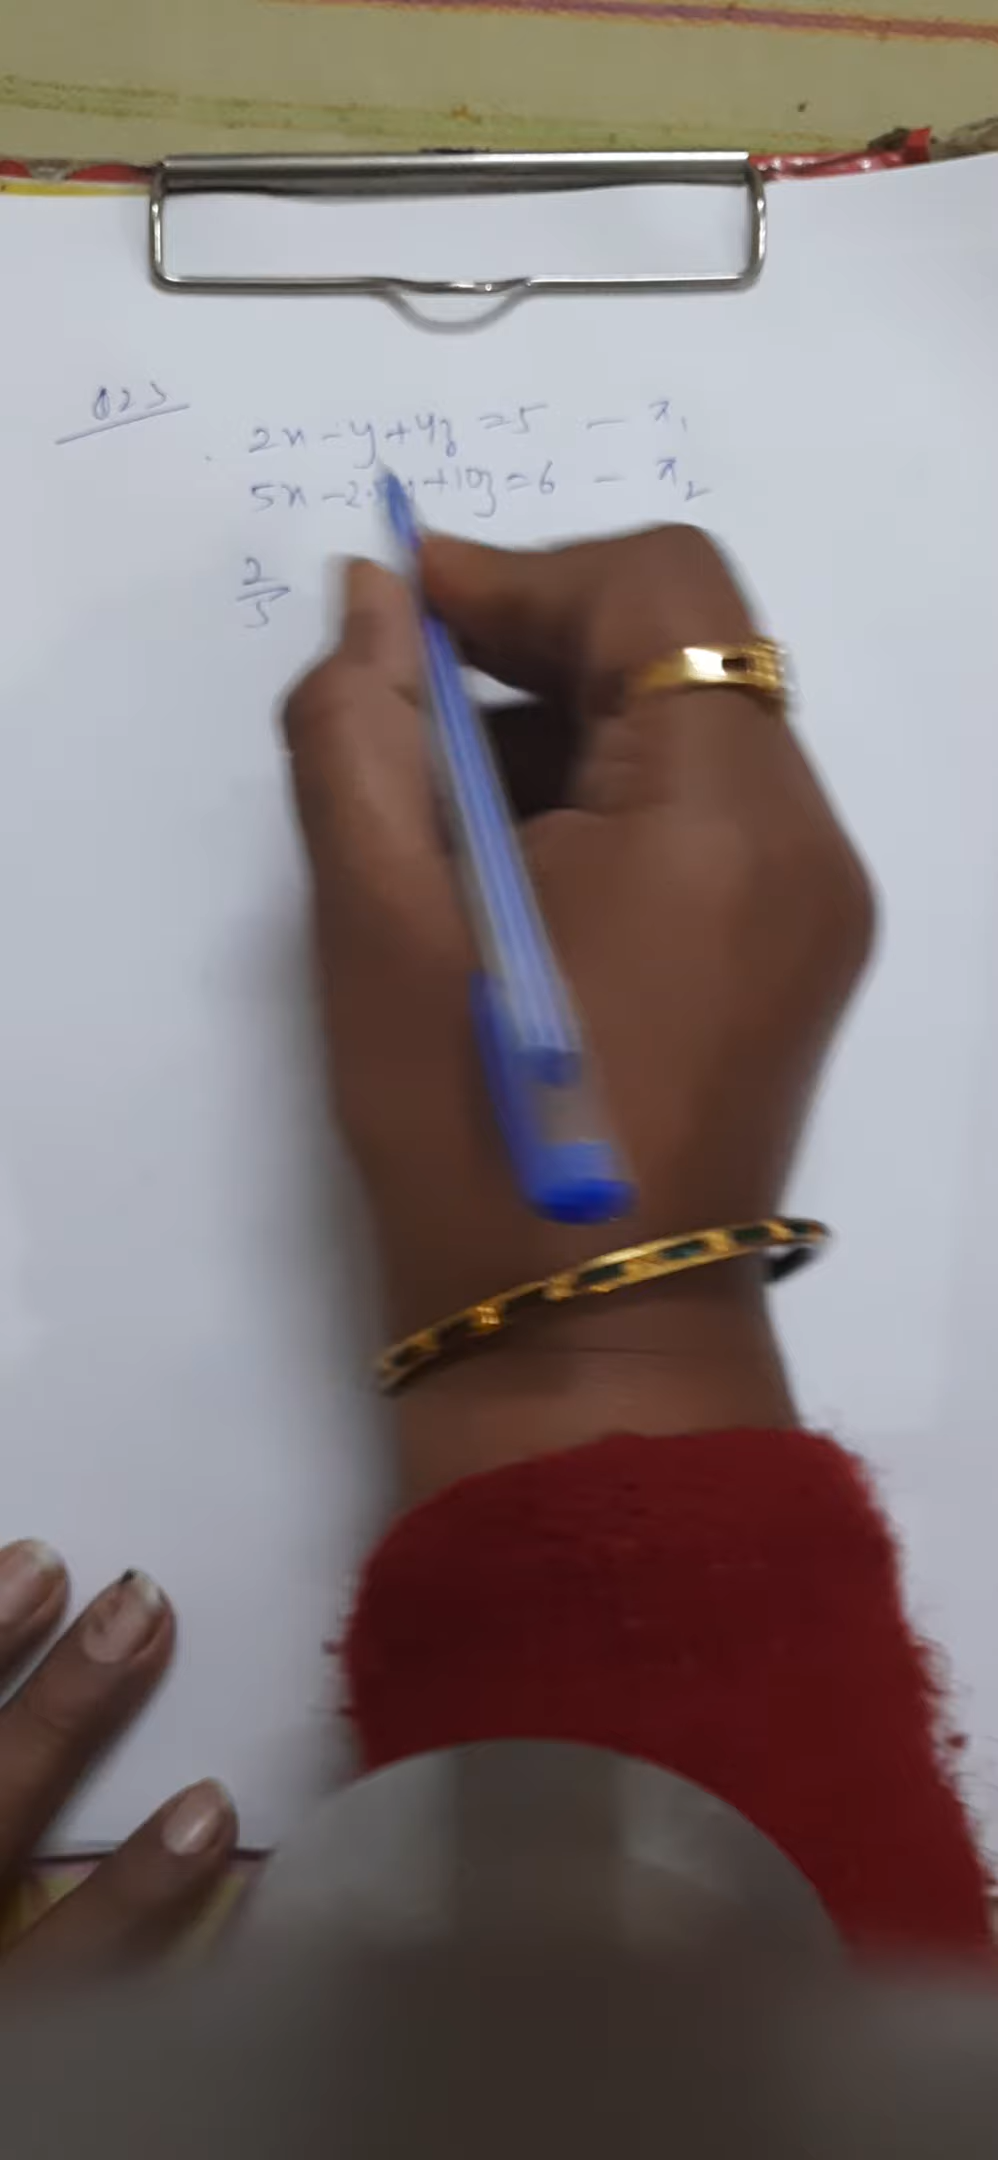 Q23
2x - y + 4z = 5 - π₁
5x - 2.5y + 10z = 6 - π₂
2/5